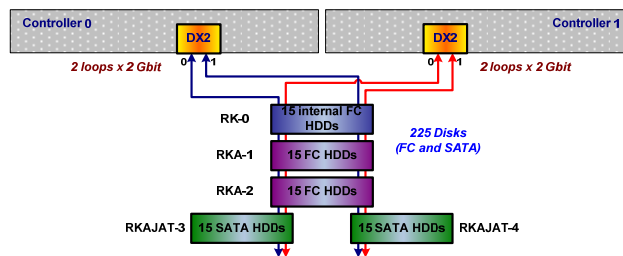 Controller 0
Controller 1
DX2
DX2
0 1
0 1
2 loops x 2 Gbit
2 loops x 2 Gbit
RK-0
15 internal FC
HDDs
225 Disks
(FC and SATA)
RKA-1
15 FC HDDs
RKA-2
15 FC HDDs
RKAJAT-3
15 SATA HDDs
15 SATA HDDs
RKAJAT-4